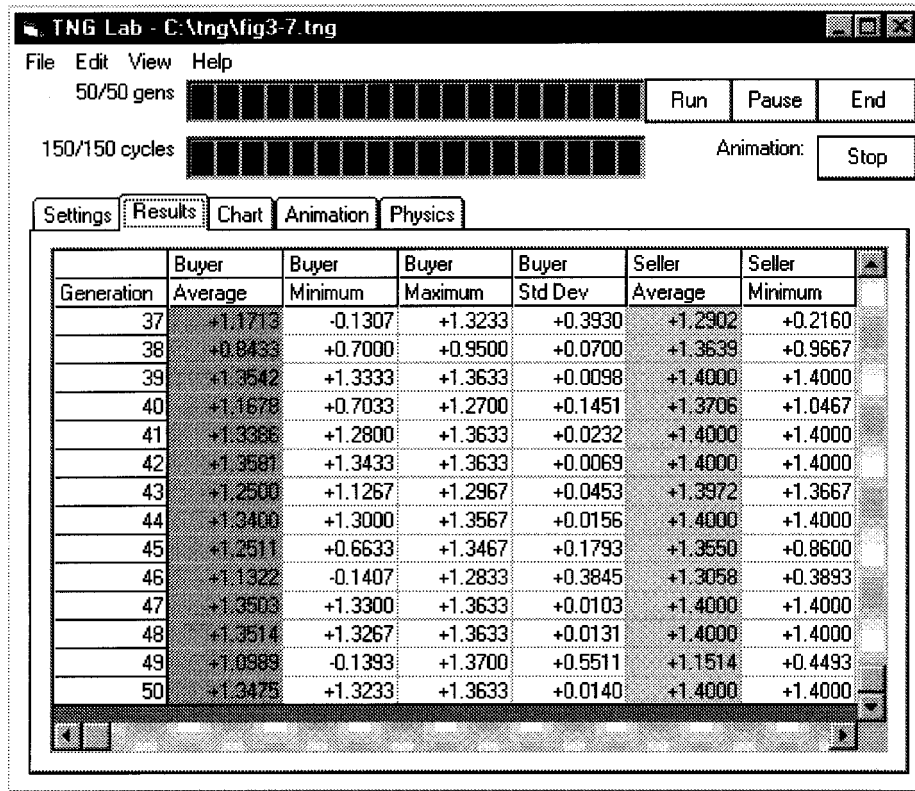 TNG Lab - C:\tng\fig3-7.tng
File Edit View Help
50/50 gens Run Pause End
150/150 cycles Animation: Stop
Settings Results Chart Animation Physics
Buyer Buyer Buyer Buyer Seller Seller
Generation Average Minimum Maximum Std Dev Average Minimum
37 +1.1713 -0.1307 +1.3233 +0.3930 +1.2902 +0.2160
38 +0.8433 +0.7000 +0.9500 +0.0700 +1.3639 +0.9667
39 +1.3542 +1.3333 +1.3633 +0.0098 +1.4000 +1.4000
40 +1.1678 +0.7033 +1.2700 +0.1451 +1.3706 +1.0467
41 +1.3386 +1.2800 +1.3633 +0.0232 +1.4000 +1.4000
42 +1.3581 +1.3433 +1.3633 +0.0069 +1.4000 +1.4000
43 +1.2500 +1.1267 +1.2967 +0.0453 +1.3972 +1.3667
44 +1.3400 +1.3000 +1.3567 +0.0156 +1.4000 +1.4000
45 +1.2511 +0.6633 +1.3467 +0.1793 +1.3550 +0.8600
46 +1.1322 -0.1407 +1.2833 +0.3845 +1.3058 +0.3893
47 +1.3503 +1.3300 +1.3633 +0.0103 +1.4000 +1.4000
48 +1.3514 +1.3267 +1.3633 +0.0131 +1.4000 +1.4000
49 +1.0989 -0.1393 +1.3700 +0.5511 +1.1514 +0.4493
50 +1.3475 +1.3233 +1.3633 +0.0140 +1.4000 +1.4000